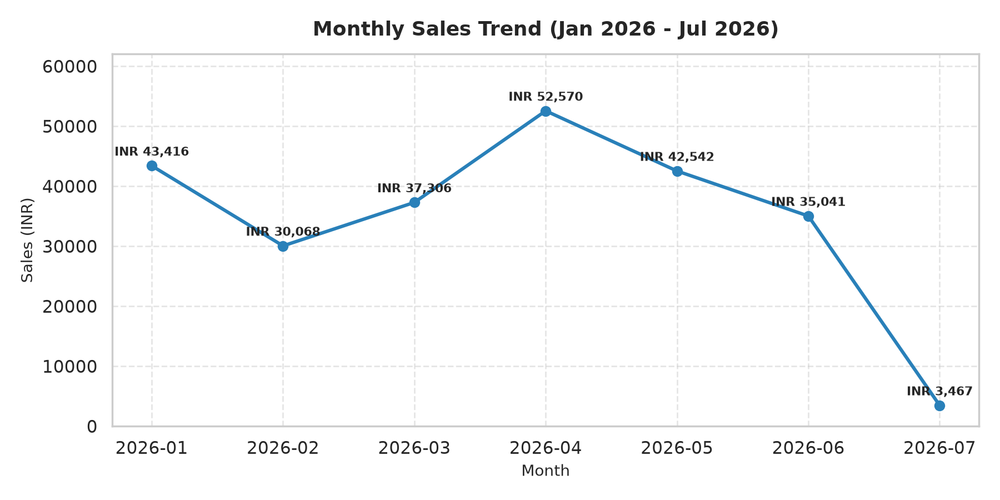 Monthly Sales Trend (Jan 2026 - Jul 2026)
60000
50000
40000
30000
20000
10000
0
Sales (INR)
INR 43,416
INR 30,068
INR 37,306
INR 52,570
INR 42,542
INR 35,041
INR 3,467
2026-01 2026-02 2026-03 2026-04 2026-05 2026-06 2026-07
Month